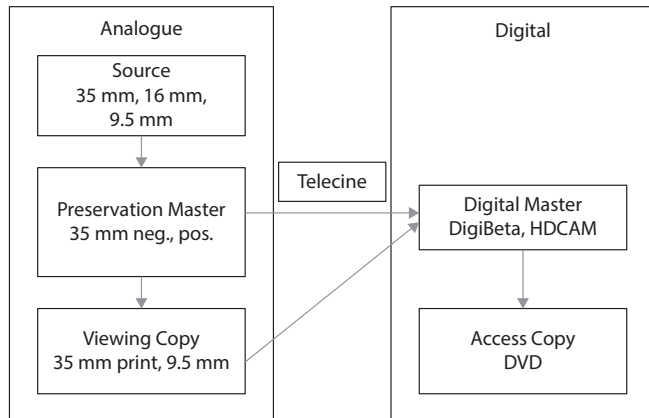 Analogue
Source
35 mm, 16 mm,
9.5 mm
Preservation Master
35 mm neg., pos.
Viewing Copy
35 mm print, 9.5 mm
Telecine
Digital
Digital Master
DigiBeta, HDCAM
Access Copy
DVD